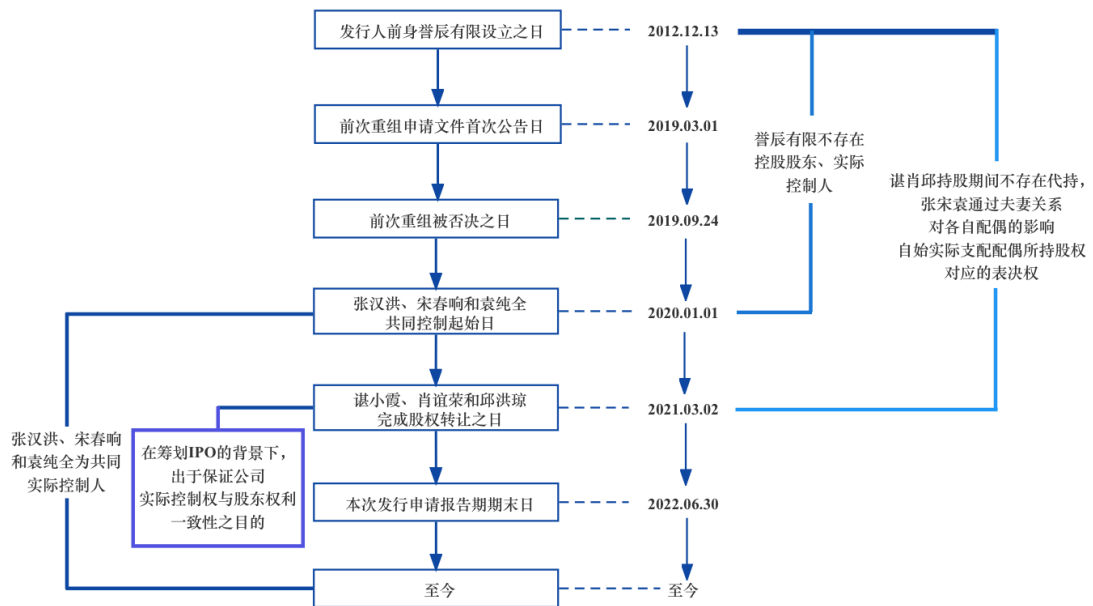 发行人前身誉辰有限设立之日
2012.12.13
前次重组申请文件首次公告日
2019.03.01
誉辰有限不存在
控股股东、实际
控制人
谌肖邱持股期间不存在代持，
张宋袁通过夫妻关系
对各自配偶的影响
自始实际支配配偶所持股权
对应的表决权
前次重组被否决之日
2019.09.24
张汉洪、宋春响和袁纯全
共同控制起始日
2020.01.01
谌小霞、肖谊荣和邱洪琼
完成股权转让之日
2021.03.02
张汉洪、宋春响
和袁纯全为共同
实际控制人
在筹划IPO的背景下，
出于保证公司
实际控制权与股东权利
一致性之目的
本次发行申请报告期期末日
2022.06.30
至今
至今